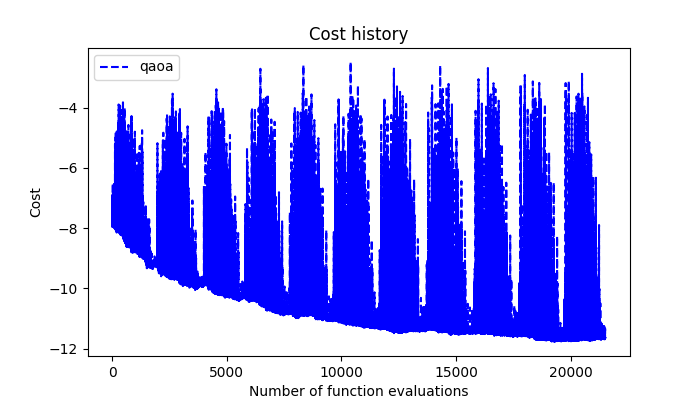 Cost history
qaoa
Cost
−4
−6
−8
−10
−12
0
5000
10000
15000
20000
Number of function evaluations